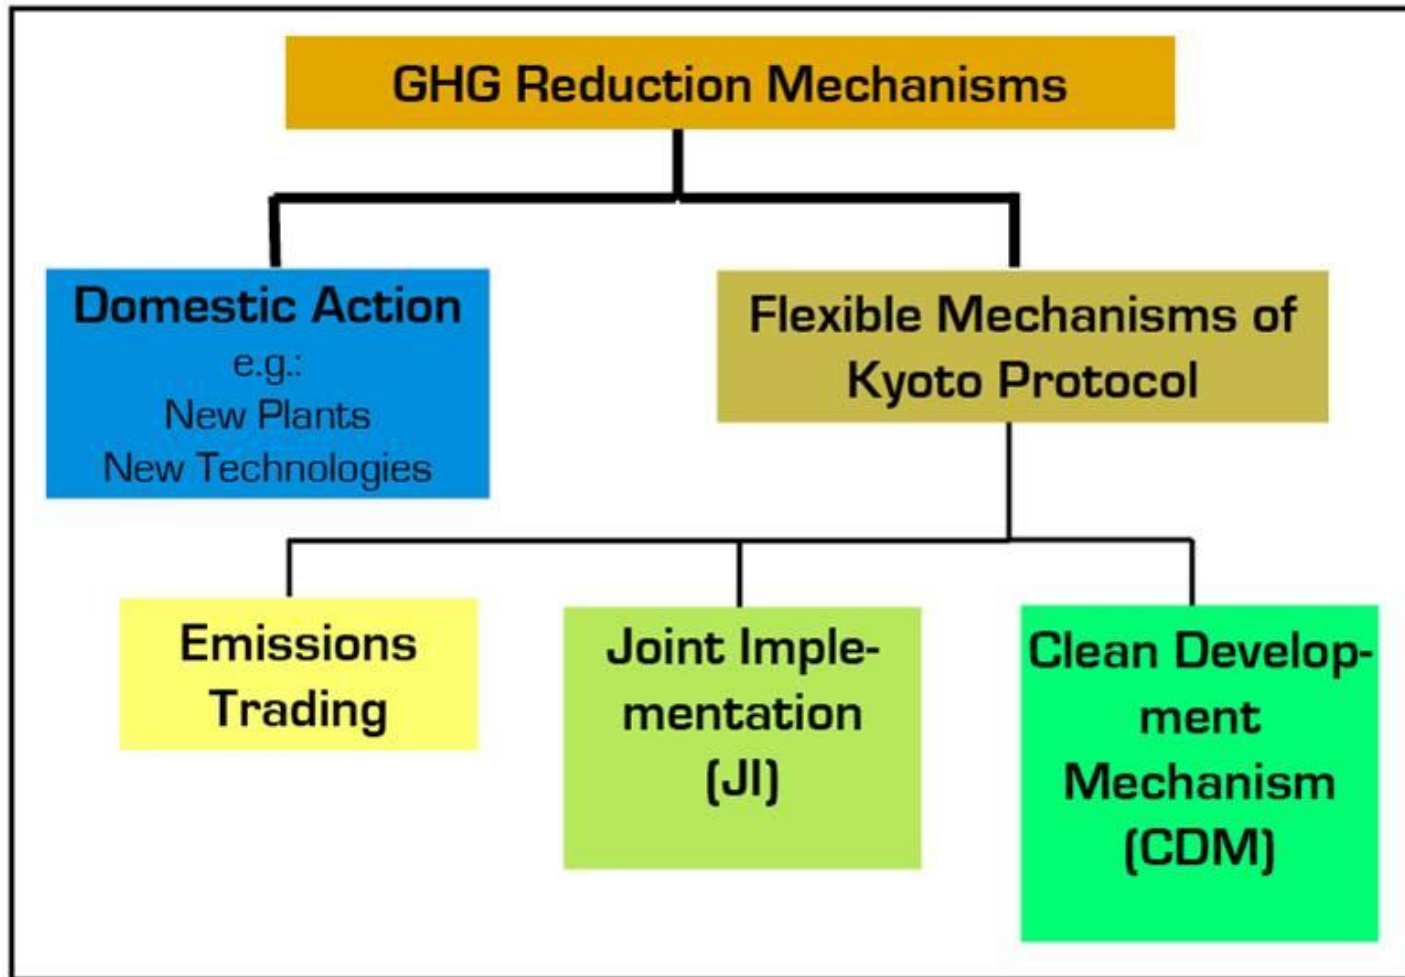 GHG Reduction Mechanisms
Domestic Action
e.g.:
New Plants
New Technologies
Flexible Mechanisms of
Kyoto Protocol
Emissions
Trading
Joint Imple-
mentation
(JI)
Clean Develop-
ment
Mechanism
(CDM)